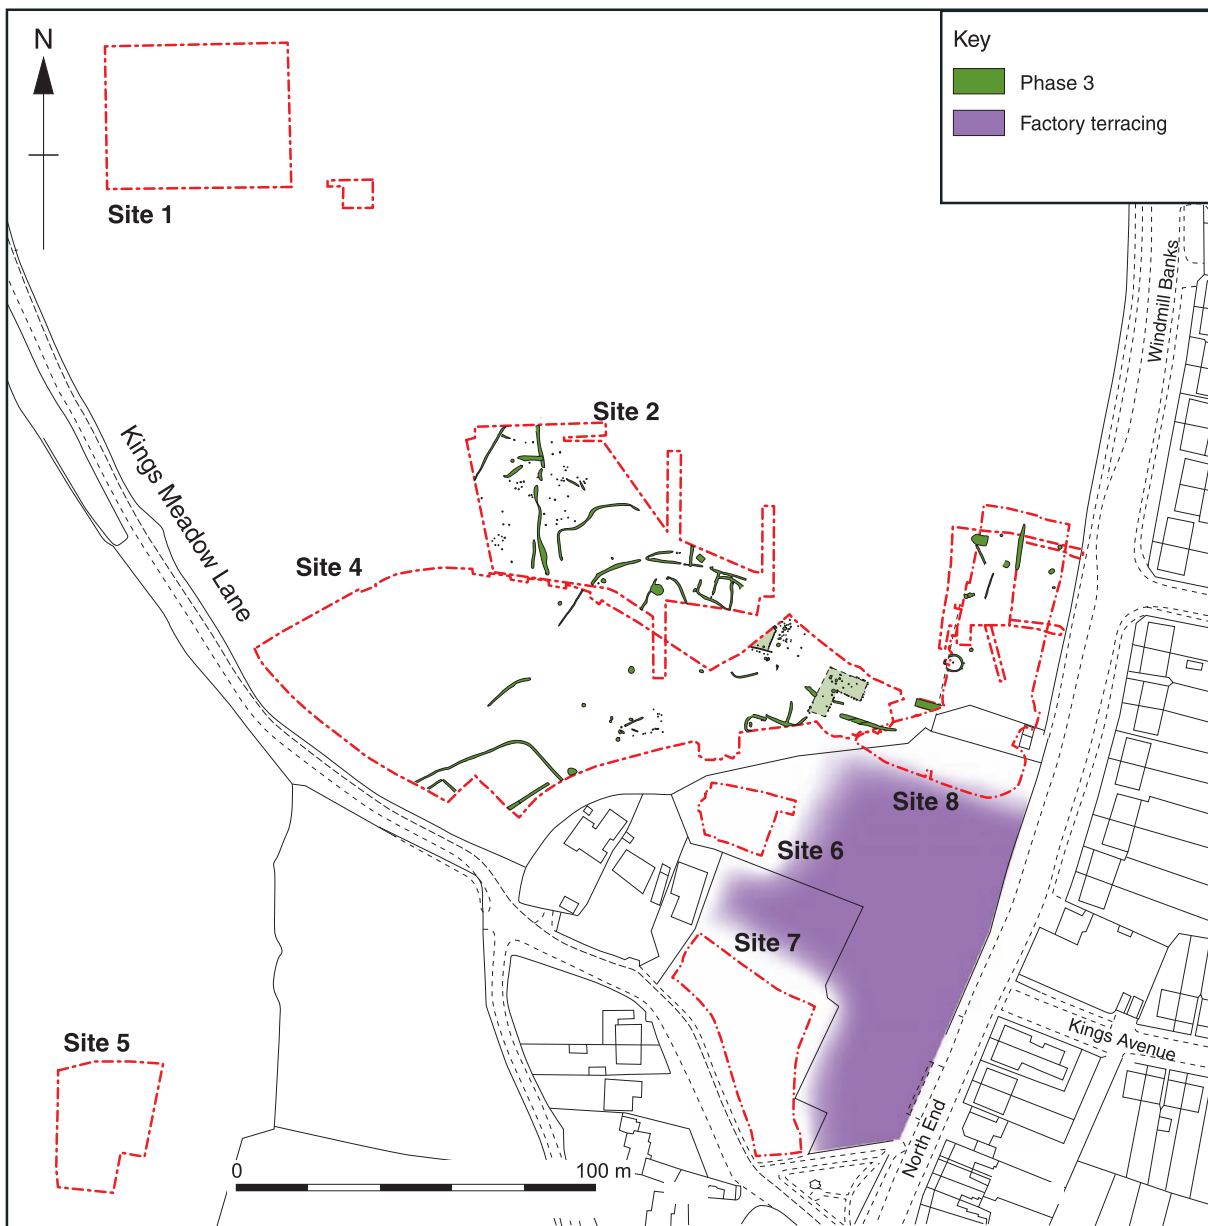 N
Key
Phase 3
Factory terracing
Site 1
Windmill Banks
Site 2
Kings Meadow Lane
Site 4
Site 8
Site 6
Site 7
Kings Avenue
Site 5
North End
0
100 m